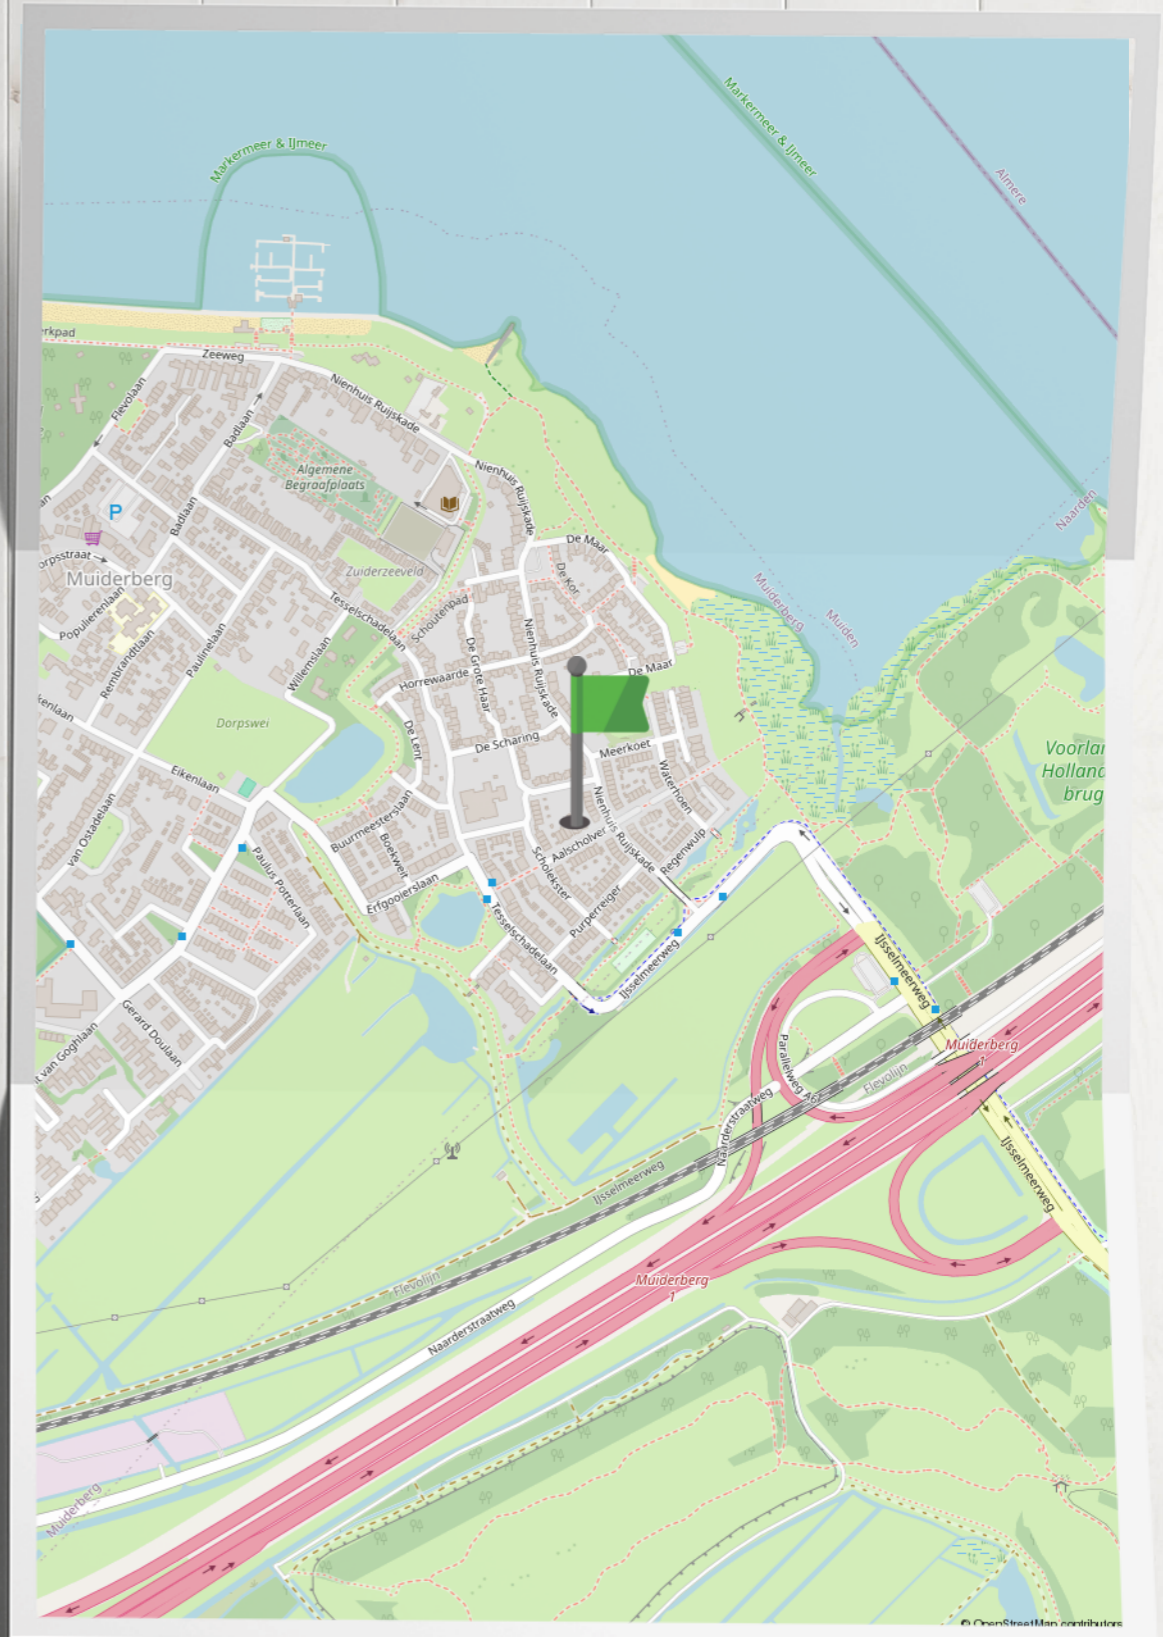 Markermeer & IJmeer
Markermeer & IJmeer
Almere
erkpad
Zeeweg
Nienhuis Ruijskade
Flevolaan
Badlaan
Algemene
Begraafplaats
Nienhuis Ruijskade
Naarden
P
Badlaan
De Maar
orpsstraat
Muiderberg
Zuiderzeeveld
De Kor
Muiderberg
Muiden
Populierenlaan
Tesselschadelaan
Schoutenpad
Rembrandtlaan
Paulinelaan
Willemslaan
De Grote Haar
Nienhuis Ruijskade
De Maar
Horrewaarde
kenlaan
Dorpswei
De Lent
De Scharing
Meerkoet
Voorlan
Holland
brug
Eikenlaan
Waterhoen
van Ostadelaan
Buurmeesterslaan
Nienhuis Ruijskade
Boekweit
Aalscholver
Regenwulp
Paulus Potterlaan
Erfgooierslaan
Scholekster
Purperreiger
Tesselschadelaan
IJsselmeerweg
IJsselmeerweg
Gerard Doulaan
t van Goghlaan
Parallelweg A6
Muiderberg
1
Flevolijn
Naarderstraatweg
IJsselmeerweg
IJsselmeerweg
Flevolijn
Muiderberg
1
Naarderstraatweg
Muiderberg
© OpenStreetMap contributors